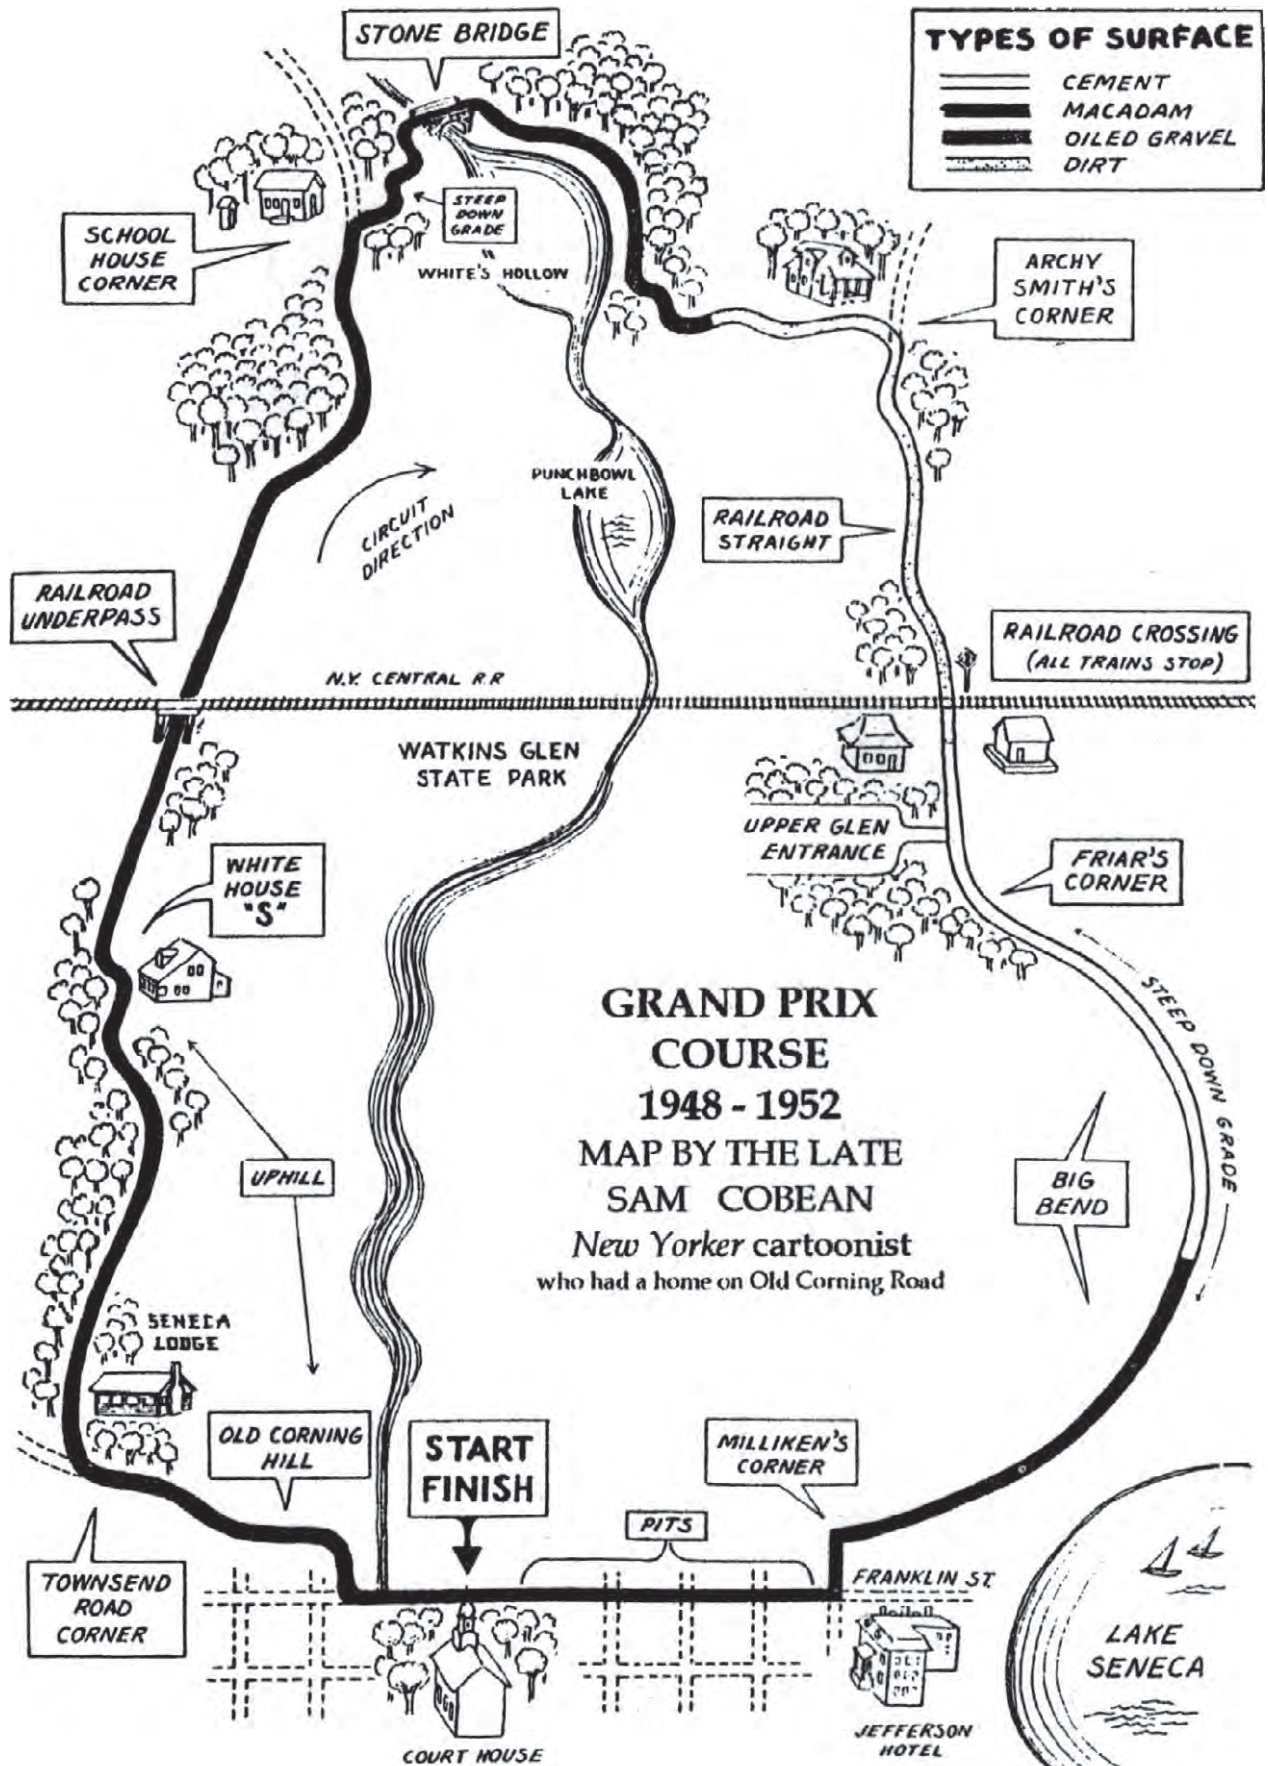 STONE BRIDGE
TYPES OF SURFACE
CEMENT
MACADAM
OILED GRAVEL
DIRT
SCHOOL
HOUSE
CORNER
STEEP
DOWN
GRADE
WHITE'S HOLLOW
ARCHY
SMITH'S
CORNER
CIRCUIT
DIRECTION
PUNCHBOWL
LAKE
RAILROAD
STRAIGHT
RAILROAD
UNDERPASS
RAILROAD CROSSING
(ALL TRAINS STOP)
N.Y. CENTRAL R.R
WATKINS GLEN
STATE PARK
UPPER GLEN
ENTRANCE
FRIAR'S
CORNER
WHITE
HOUSE
"S"
STEEP DOWN GRADE
GRAND PRIX
COURSE
1948 - 1952
MAP BY THE LATE
SAM COBEAN
New Yorker cartoonist
who had a home on Old Corning Road
UPHILL
BIG
BEND
SENECA
LODGE
OLD CORNING
HILL
START
FINISH
MILLIKEN'S
CORNER
PITS
TOWNSEND
ROAD
CORNER
FRANKLIN ST.
COURT HOUSE
JEFFERSON
HOTEL
LAKE
SENECA